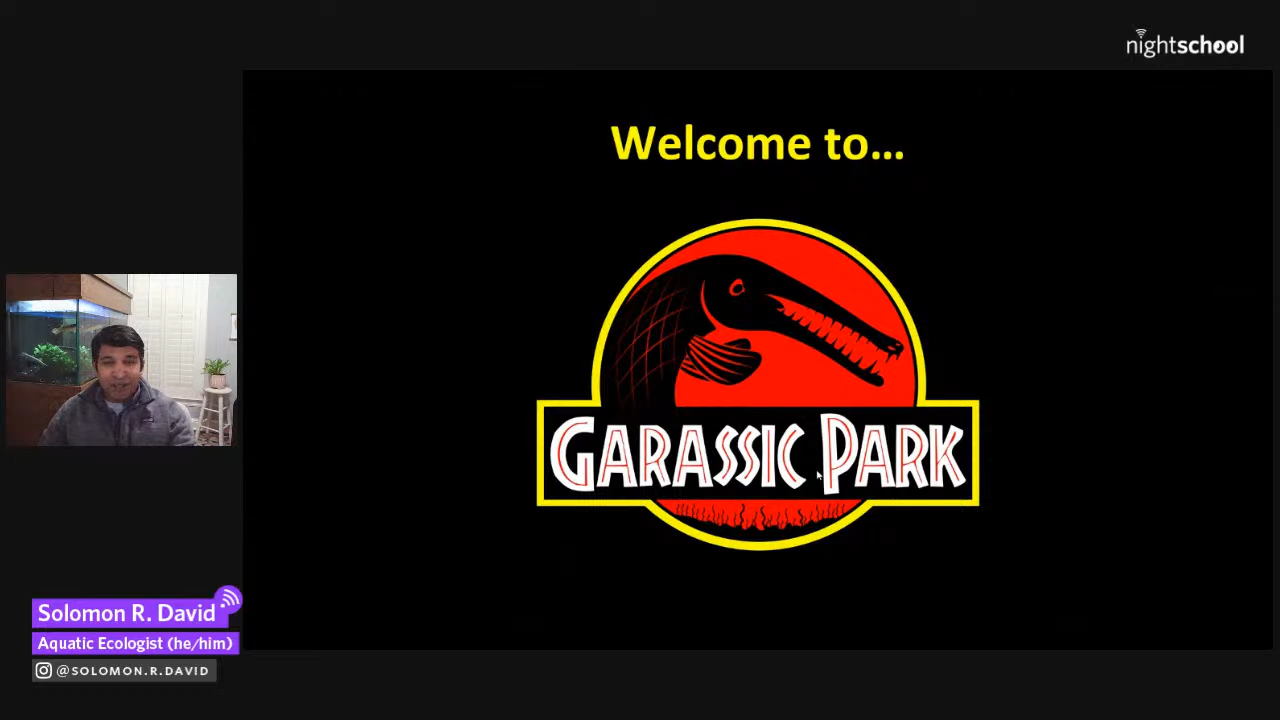 nightschool
Welcome to...
GARASSIC PARK
Solomon R. David
Aquatic Ecologist (he/him)
@SOLOMON.R.DAVID